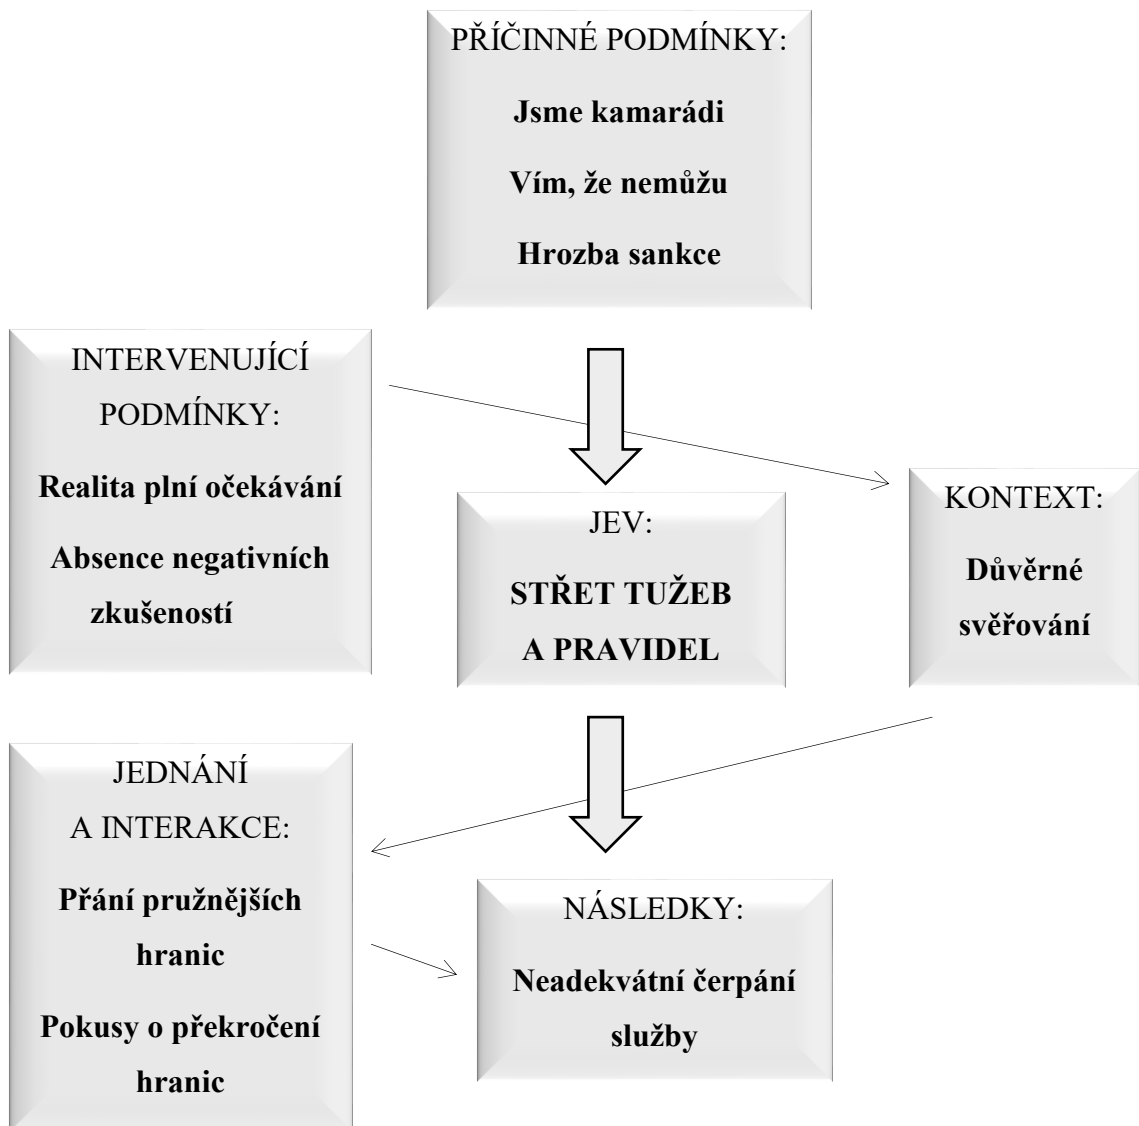 PŘÍČINNÉ PODMÍNKY:
Jsme kamarádi
Vím, že nemůžu
Hrozba sankce
INTERVENUJÍCÍ
PODMÍNKY:
Realita plní očekávání
Absence negativních
zkušeností
JEV:
STŘET TUŽEB
A PRAVIDEL
KONTEXT:
Důvěrné
svěřování
JEDNÁNÍ
A INTERAKCE:
Přání pružnějších
hranic
Pokusy o překročení
hranic
NÁSLEDKY:
Neadekvátní čerpání
služby